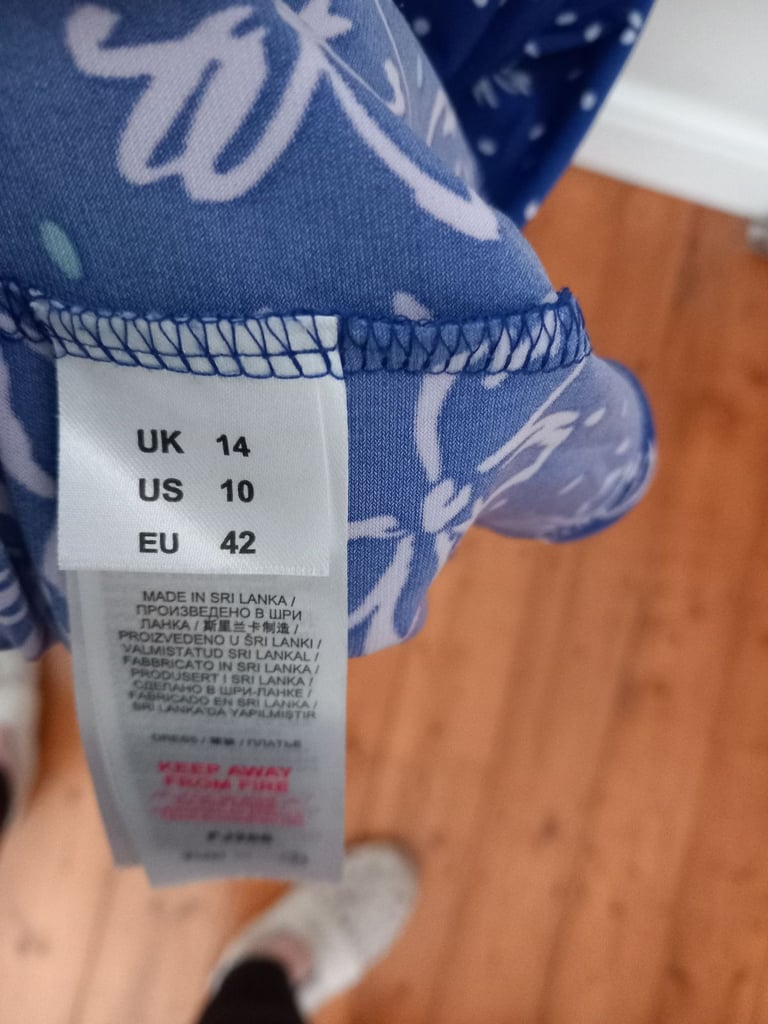 UK 14
US 10
EU 42
MADE IN SRI LANKA /
ПРОИЗВЕДЕНО В ШРИ
ЛАНКА / 斯里兰卡制造 /
PROIZVEDENO U ŠRI LANKI /
VALMISTATUD SRI LANKAL /
FABBRICATO IN SRI LANKA /
PRODUSERT I SRI LANKA /
СДЕЛАНО В ШРИ-ЛАНКЕ /
FABRICADO EN SRI LANKA /
SRI LANKA'DA YAPILMIŞTIR
DRESS / / ПЛАТЬЕ
KEEP AWAY
FROM FIRE